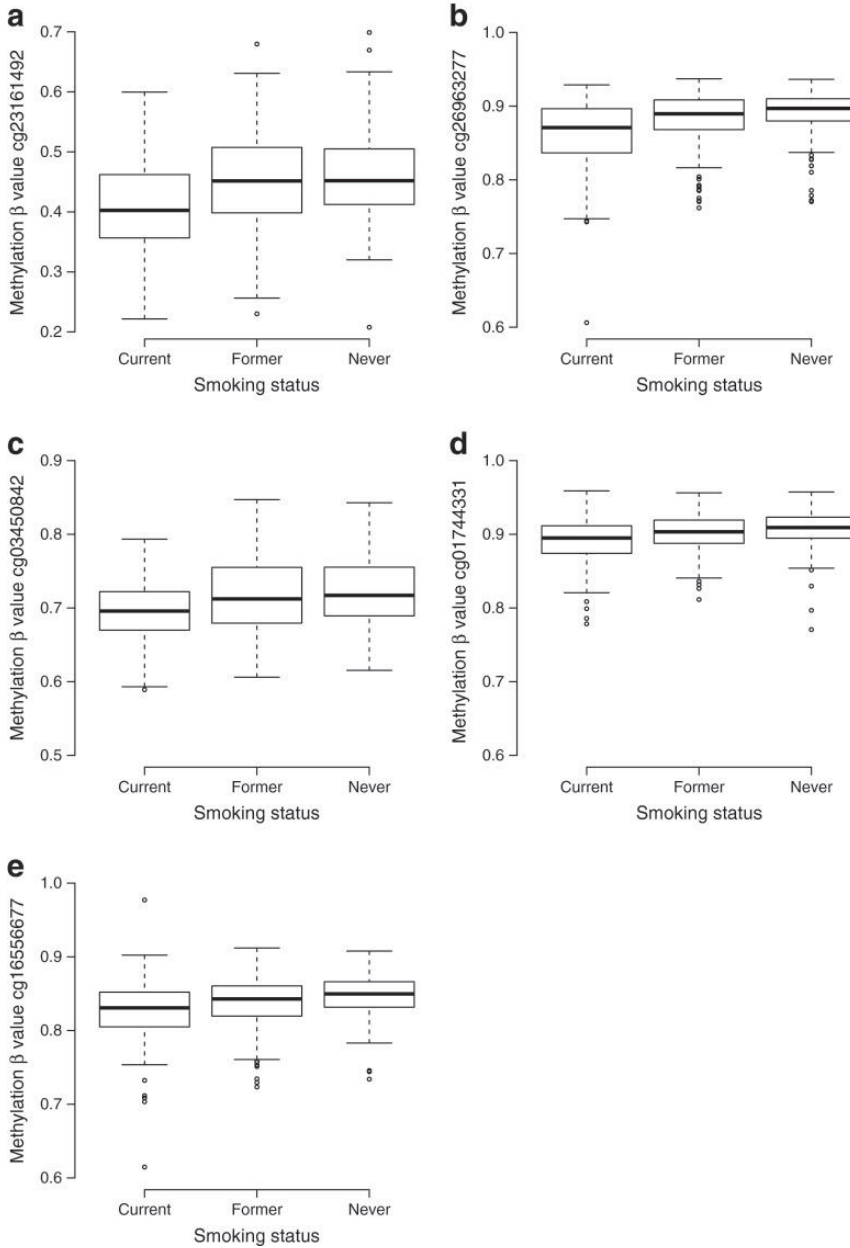 a
Methylation β value cg23161492
0.7
0.6
0.5
0.4
0.3
0.2
Current Former Never
Smoking status
b
Methylation β value cg26963277
1.0
0.9
0.8
0.7
0.6
Current Former Never
Smoking status
c
Methylation β value cg03450842
0.9
0.8
0.7
0.6
0.5
Current Former Never
Smoking status
d
Methylation β value cg01744331
1.0
0.9
0.8
0.7
0.6
Current Former Never
Smoking status
e
Methylation β value cg16556677
1.0
0.9
0.8
0.7
0.6
Current Former Never
Smoking status